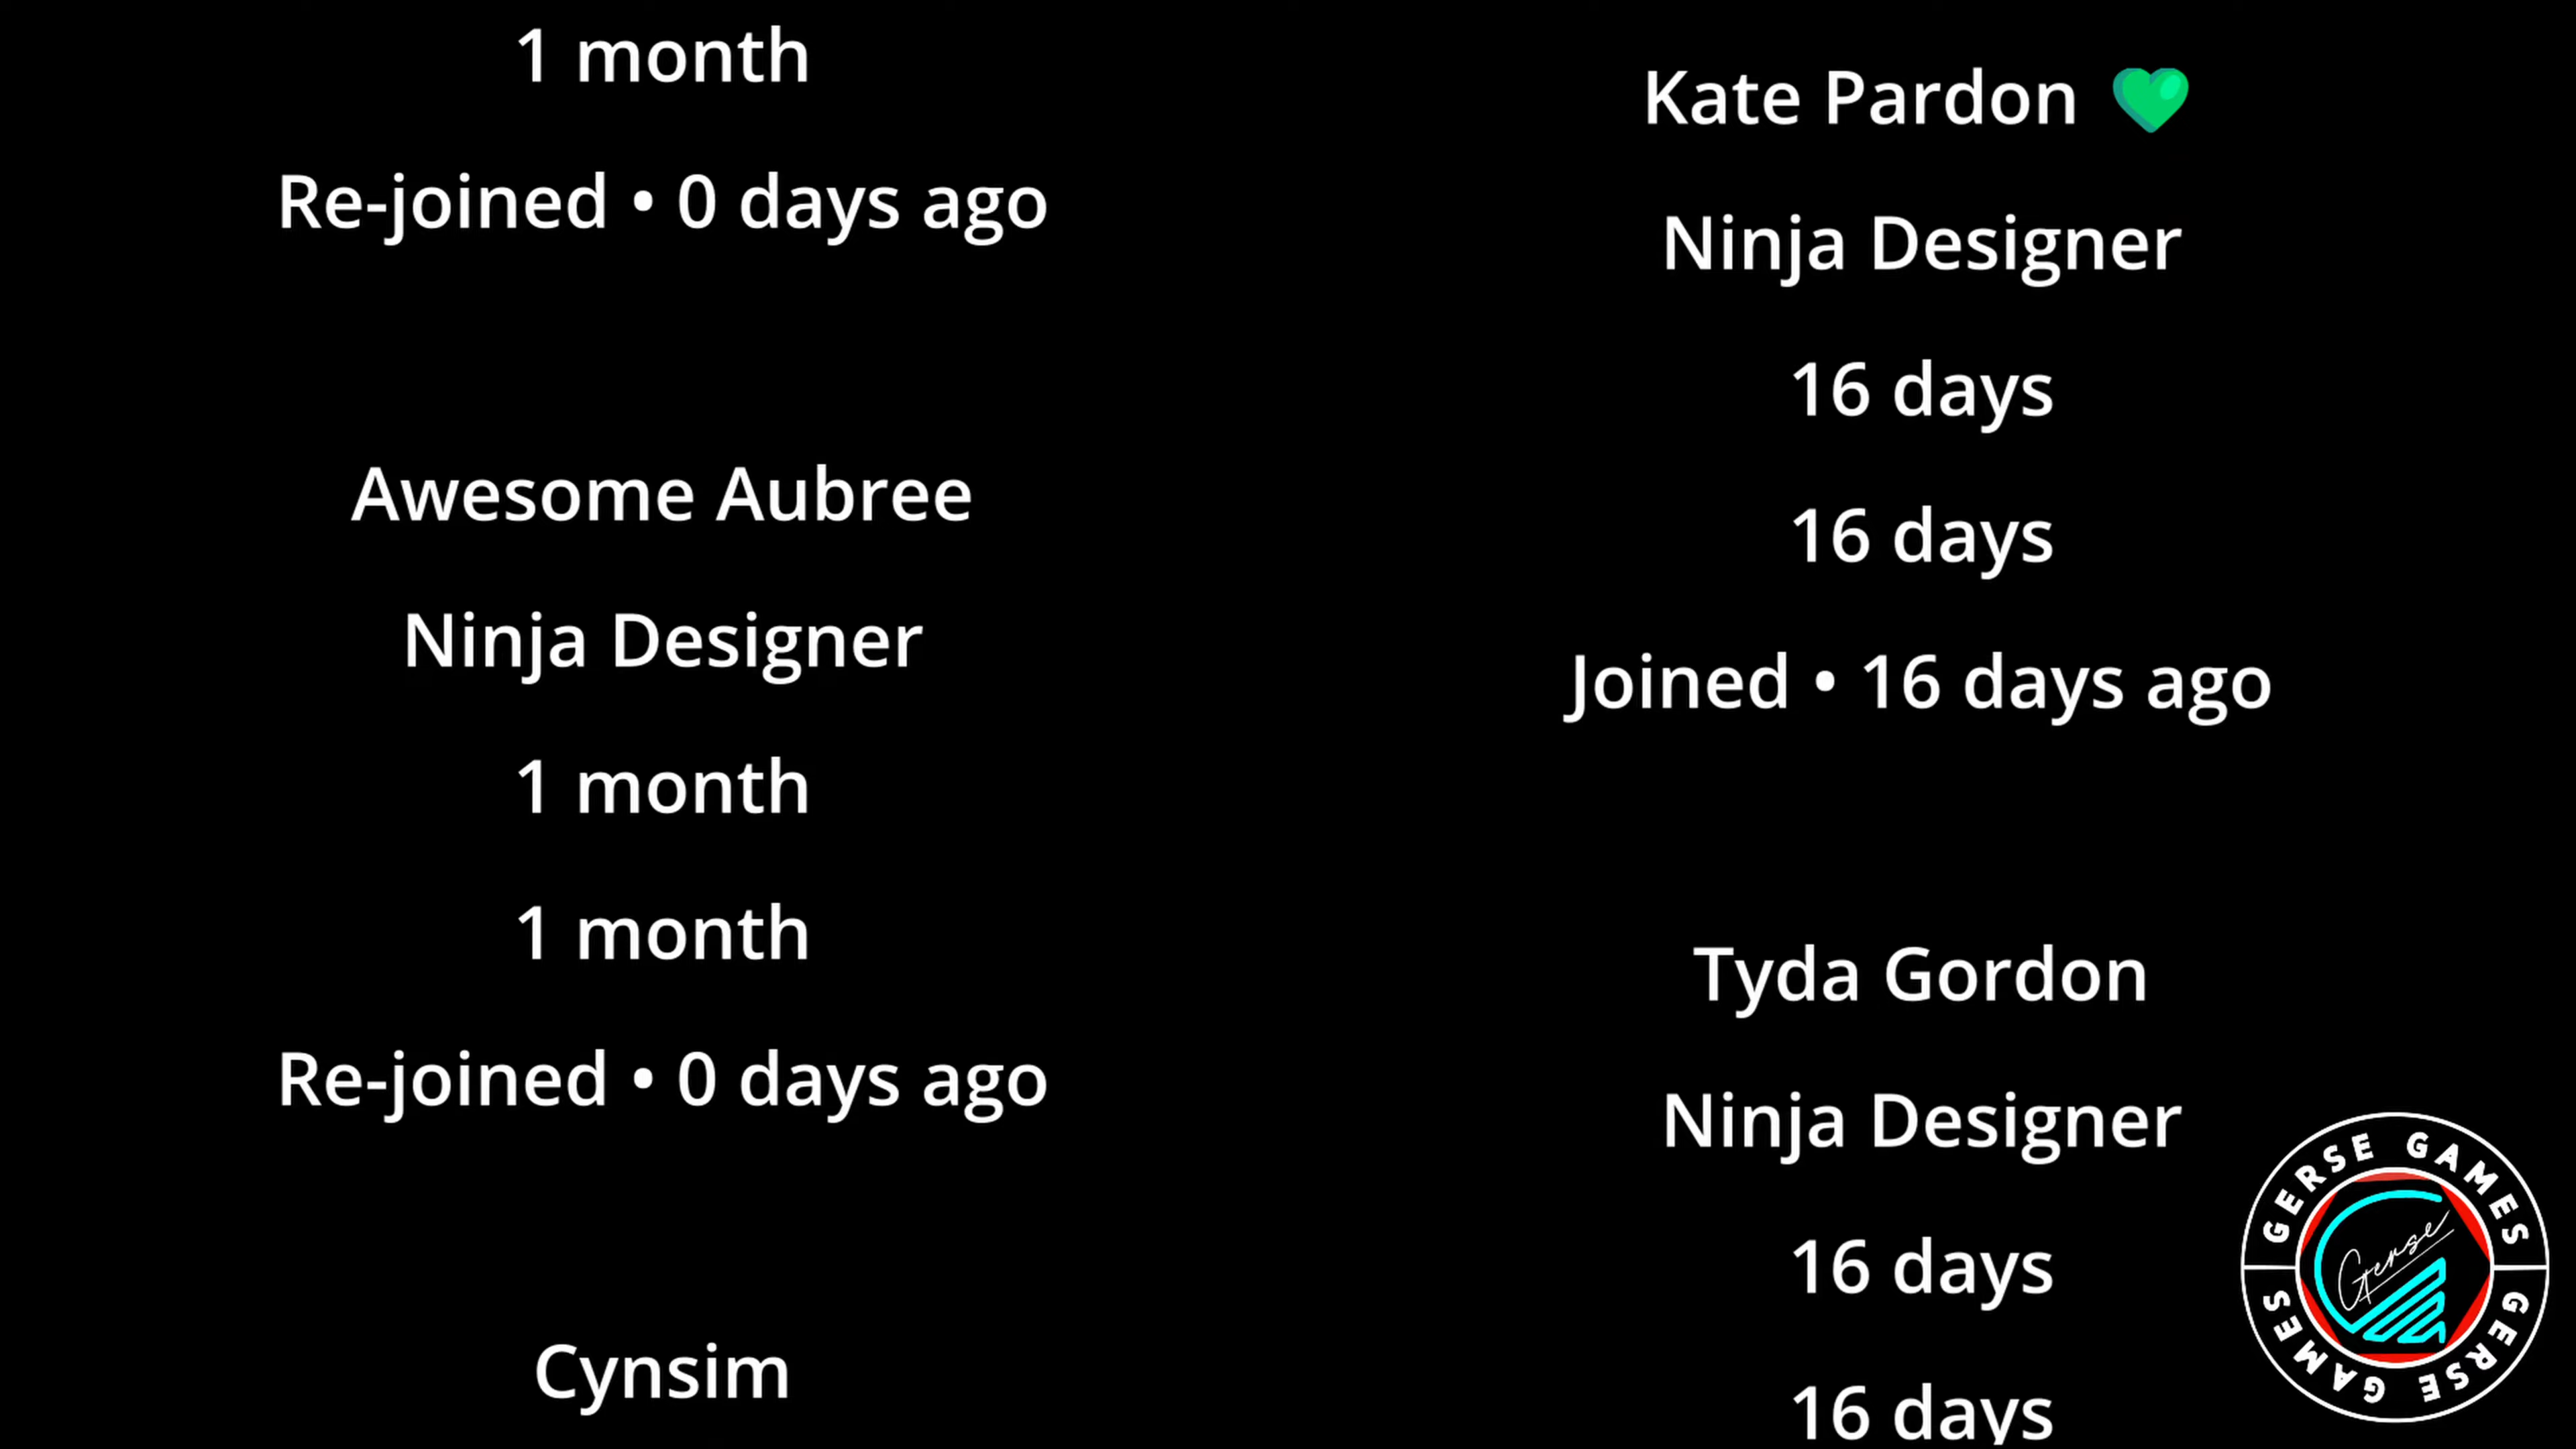 1 month
Re-joined • 0 days ago
Awesome Aubree
Ninja Designer
1 month
1 month
Re-joined • 0 days ago
Cynsim
Kate Pardon 💚
Ninja Designer
16 days
16 days
Joined • 16 days ago
Tyda Gordon
Ninja Designer
16 days
16 days
GERSE GAMES
Gerse
GERSE GAMES